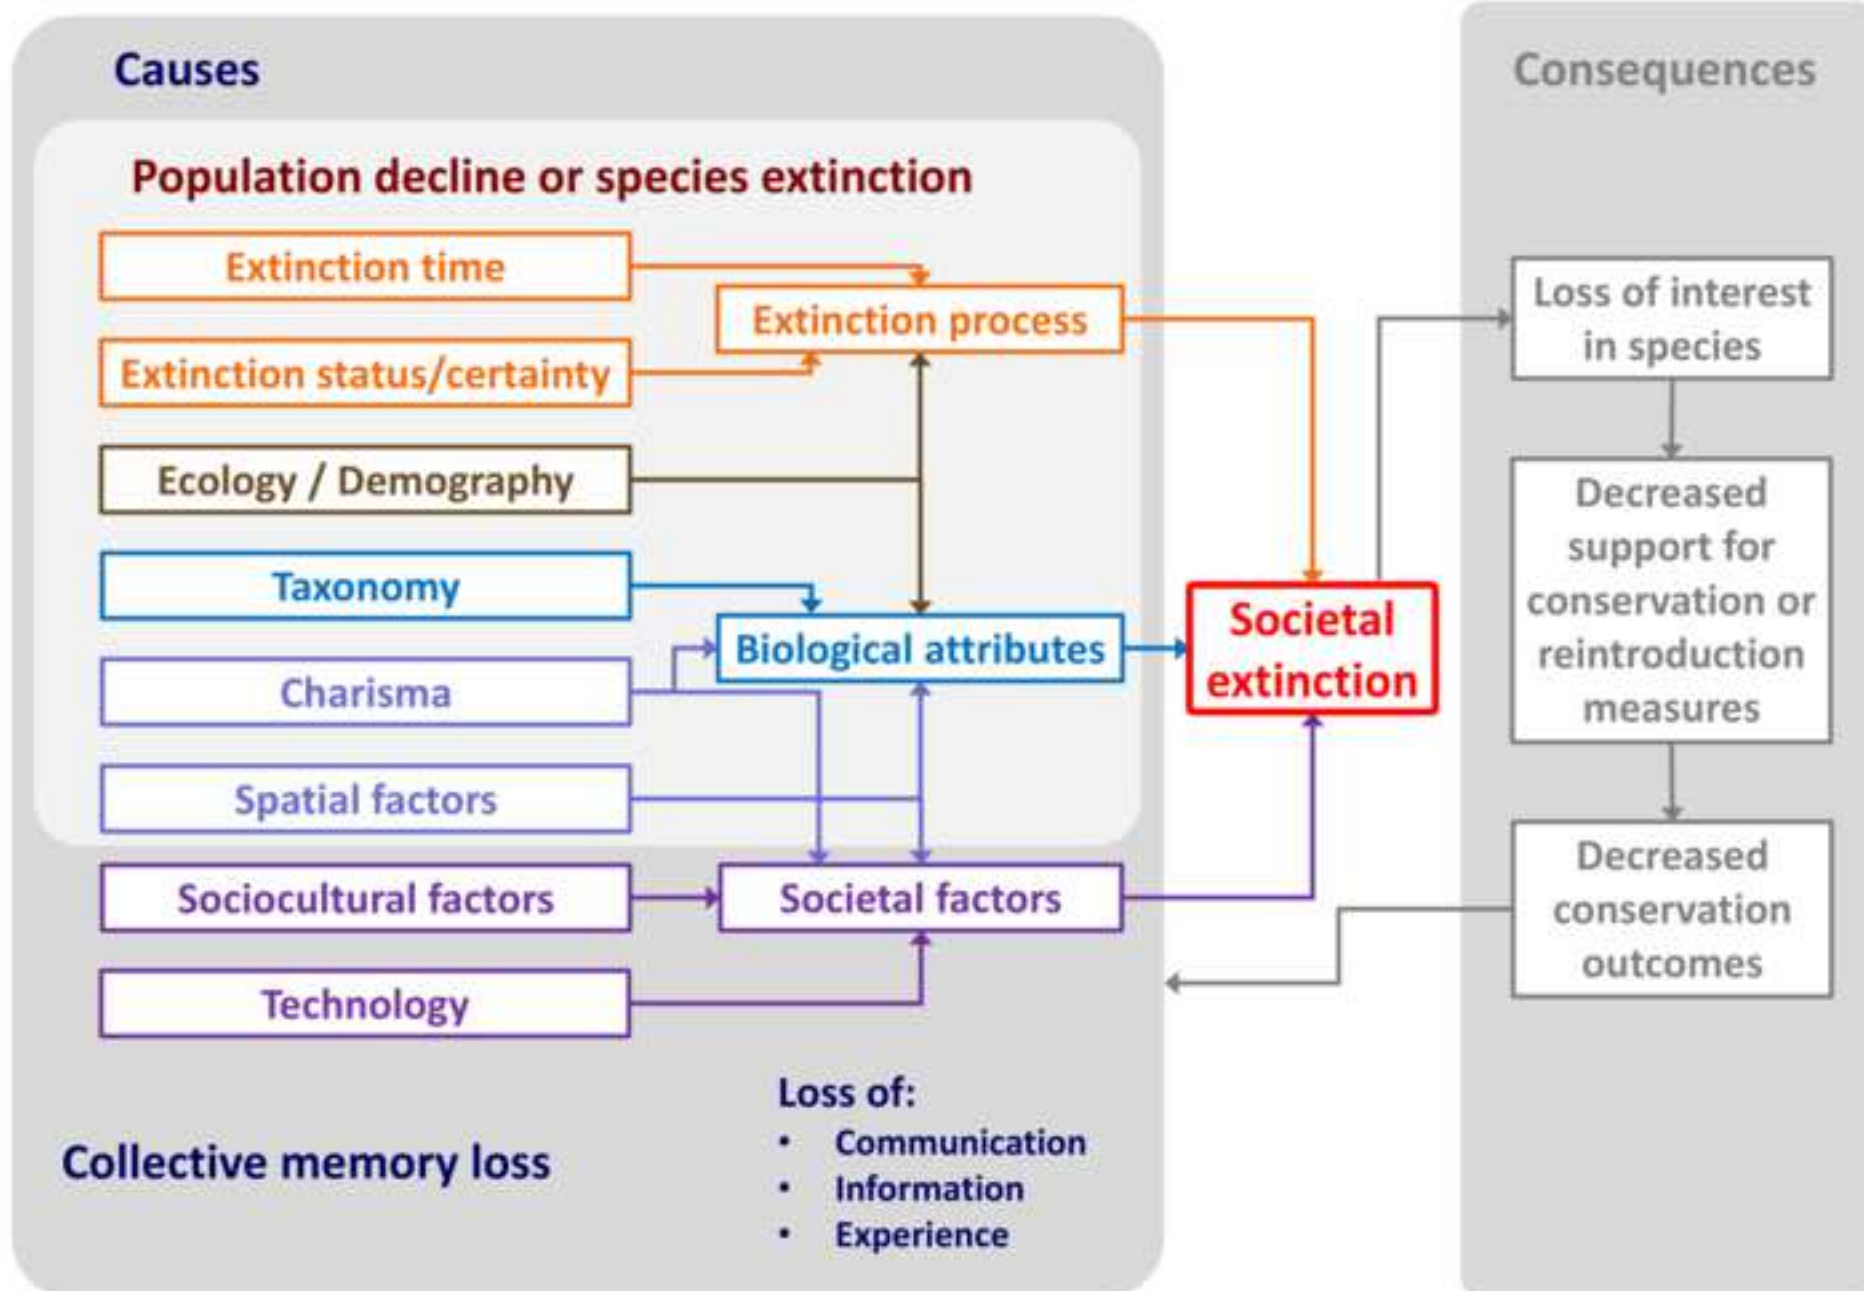 Causes
Population decline or species extinction
Extinction time
Extinction status/certainty
Ecology / Demography
Taxonomy
Charisma
Spatial factors
Sociocultural factors
Technology
Extinction process
Biological attributes
Societal factors
Collective memory loss
Loss of:
• Communication
• Information
• Experience
Societal
extinction
Consequences
Loss of interest
in species
Decreased
support for
conservation or
reintroduction
measures
Decreased
conservation
outcomes